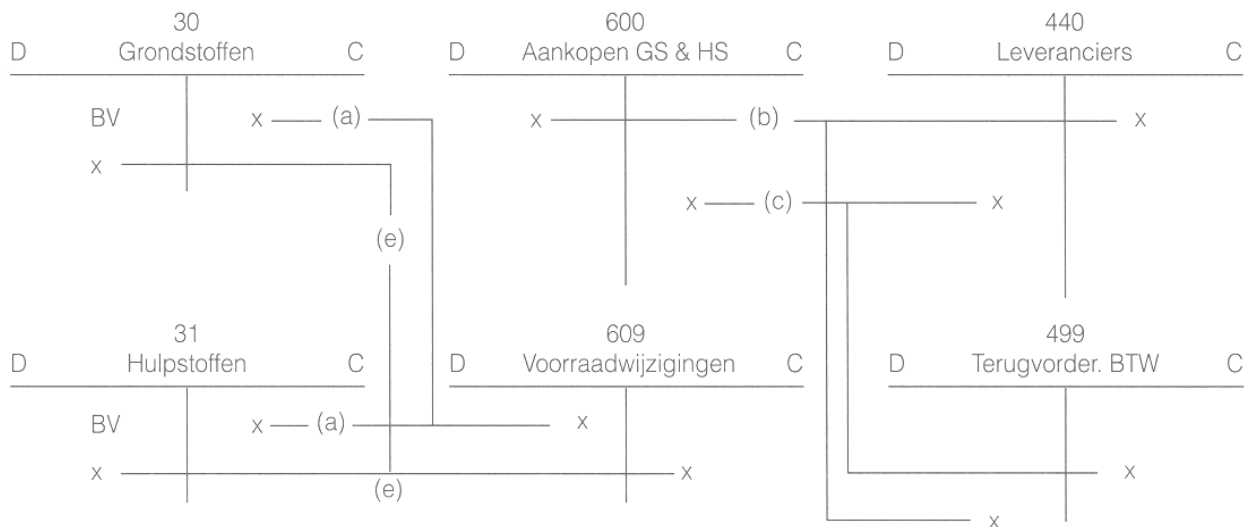 30
D Grondstoffen C
600
D Aankopen GS & HS C
440
D Leveranciers C
BV x (a)
x
x (b) x
x (c) x
(e)
31
D Hulpstoffen C
609
D Voorraadwijzigingen C
499
D Terugvorder. BTW C
BV x (a) x
x (e) x
x
x